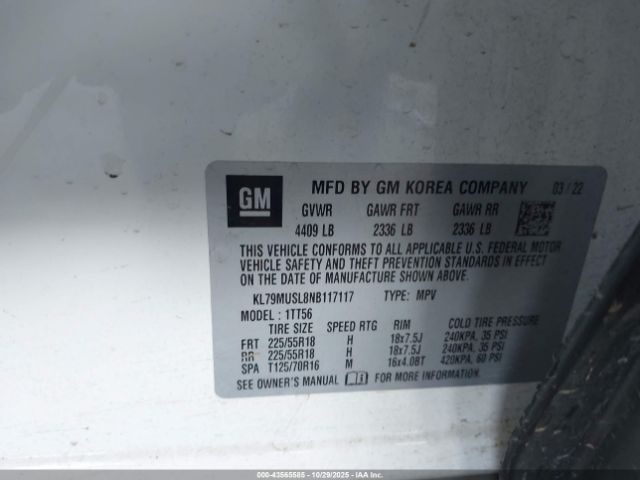 GM MFD BY GM KOREA COMPANY 03 / 22
GVWR GAWR FRT GAWR RR
4409 LB 2336 LB 2336 LB
THIS VEHICLE CONFORMS TO ALL APPLICABLE U.S. FEDERAL MOTOR
VEHICLE SAFETY AND THEFT PREVENTION STANDARDS IN EFFECT
ON THE DATE OF MANUFACTURE SHOWN ABOVE.
KL79MUSL8NB117117 TYPE: MPV
MODEL : 1TT56
TIRE SIZE SPEED RTG RIM COLD TIRE PRESSURE
FRT 225/55R18 H 18x7.5J 240KPA, 35 PSI
RR 225/55R18 H 18x7.5J 240KPA, 35 PSI
SPA T125/70R16 M 16x4.0BT 420KPA, 60 PSI
SEE OWNER'S MANUAL FOR MORE INFORMATION.
000-43565585 - 10/29/2025 - IAAI Corp.